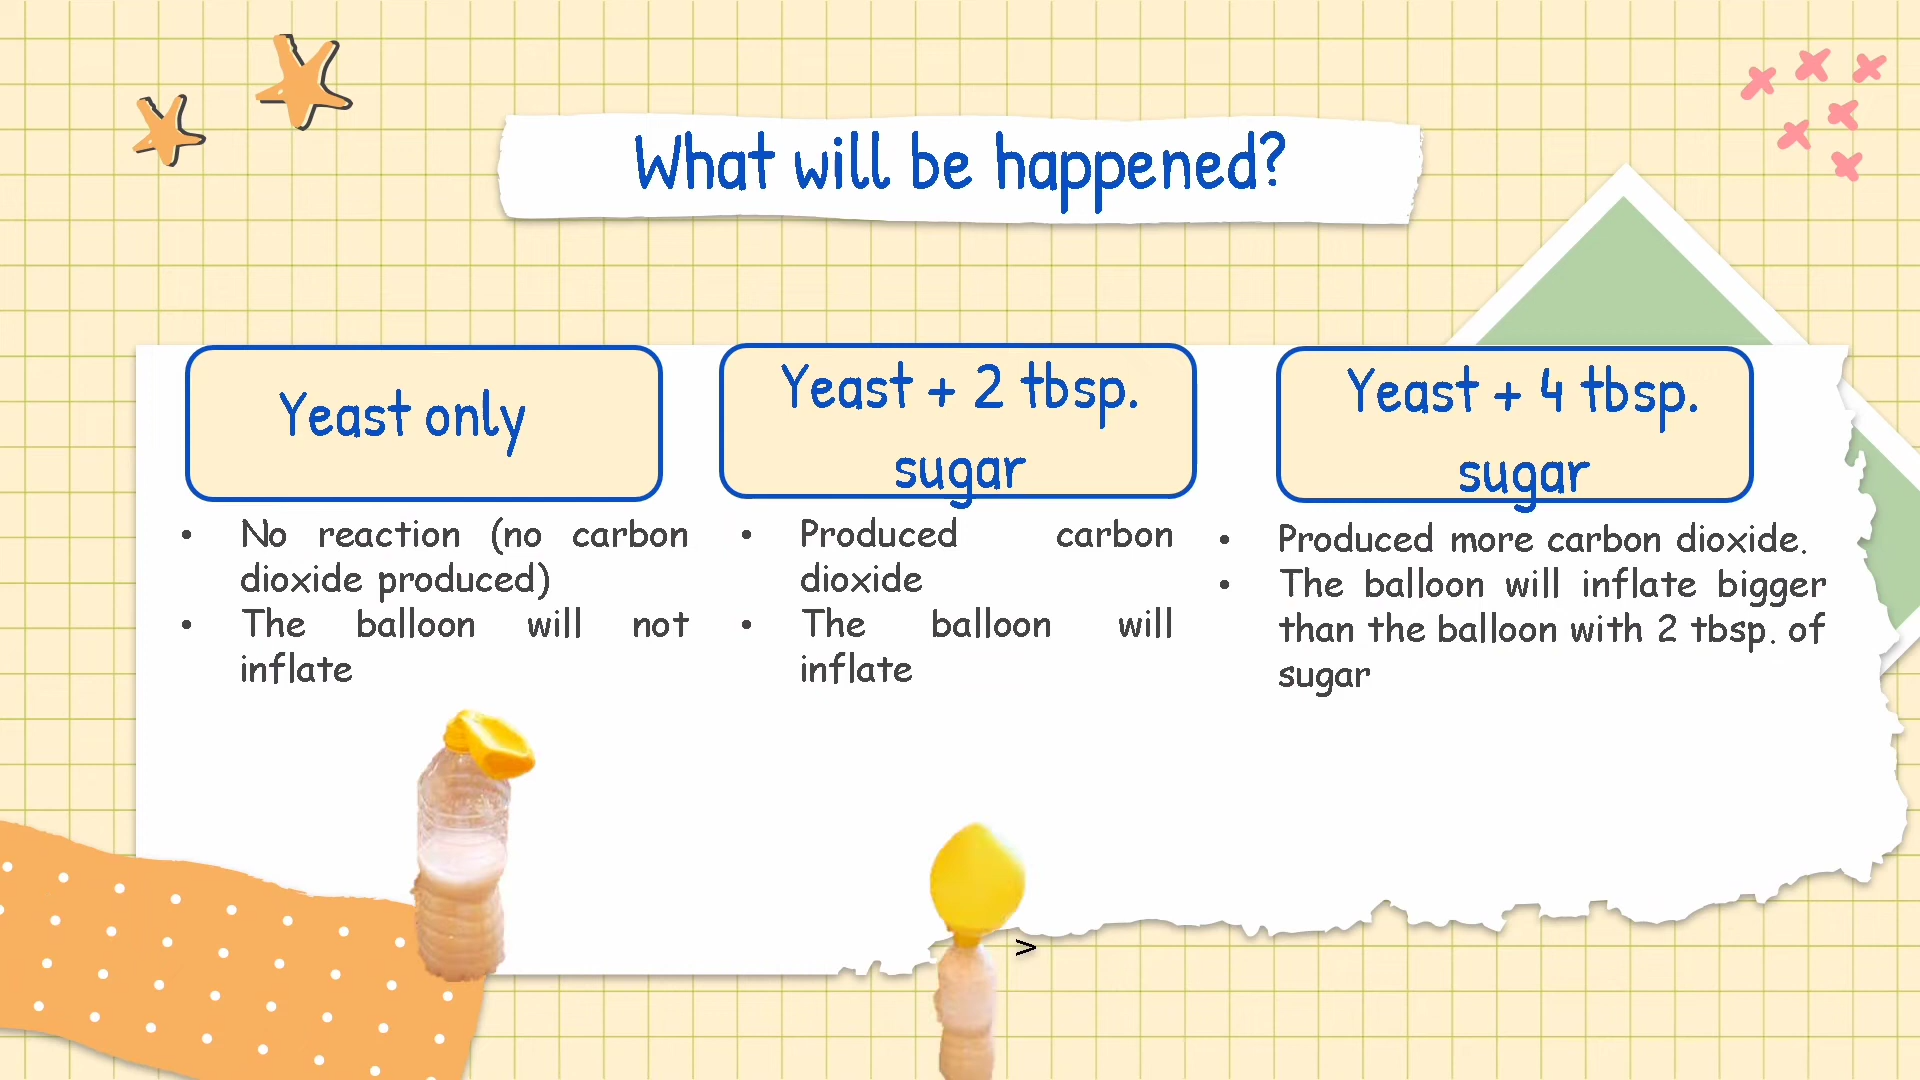 What will be happened?
Yeast only
• No reaction (no carbon
dioxide produced)
• The balloon will not
inflate
Yeast + 2 tbsp.
sugar
• Produced carbon
dioxide
• The balloon will
inflate
Yeast + 4 tbsp.
sugar
• Produced more carbon dioxide.
• The balloon will inflate bigger
than the balloon with 2 tbsp. of
sugar
>